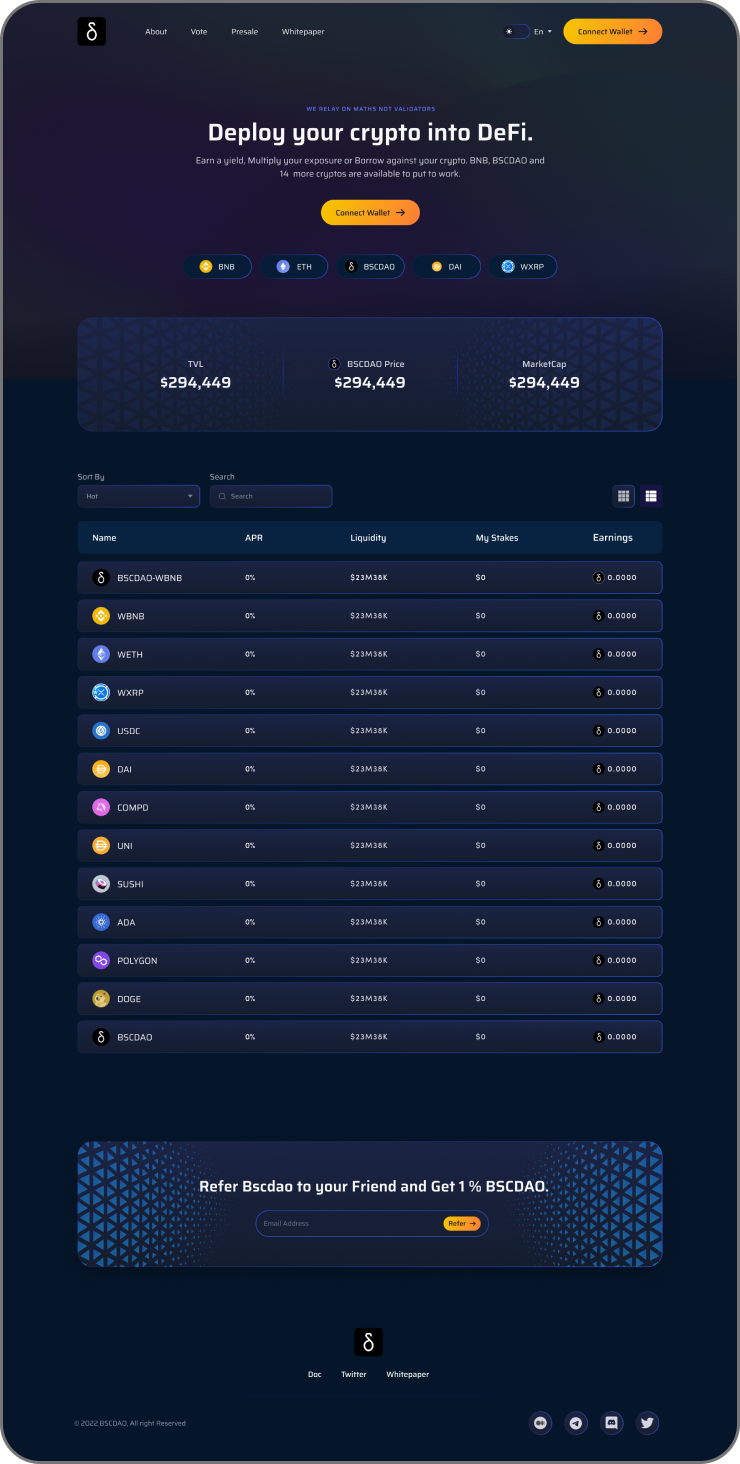 δ About Vote Presale Whitepaper En Connect Wallet →
WE RELAY ON MATHS NOT VALIDATORS
Deploy your crypto into DeFi.
Earn a yield, Multiply your exposure or Borrow against your crypto. BNB, BSCDAO and
14 more cryptos are available to put to work.
Connect Wallet →
BNB ETH δ BSCDAO DAI WXRP
TVL δ BSCDAO Price MarketCap
$294,449 $294,449 $294,449
Sort By Search
Hot Search
Name APR Liquidity My Stakes Earnings
δ BSCDAO-WBNB 0% $23M38K $0 δ 0.0000
WBNB 0% $23M38K $0 δ 0.0000
WETH 0% $23M38K $0 δ 0.0000
WXRP 0% $23M38K $0 δ 0.0000
USDC 0% $23M38K $0 δ 0.0000
DAI 0% $23M38K $0 δ 0.0000
COMPD 0% $23M38K $0 δ 0.0000
UNI 0% $23M38K $0 δ 0.0000
SUSHI 0% $23M38K $0 δ 0.0000
ADA 0% $23M38K $0 δ 0.0000
POLYGON 0% $23M38K $0 δ 0.0000
DOGE 0% $23M38K $0 δ 0.0000
δ BSCDAO 0% $23M38K $0 δ 0.0000
Refer Bscdao to your Friend and Get 1 % BSCDAO.
Email Address Refer →
δ
Doc Twitter Whitepaper
© 2022 BSCDAO, All right Reserved